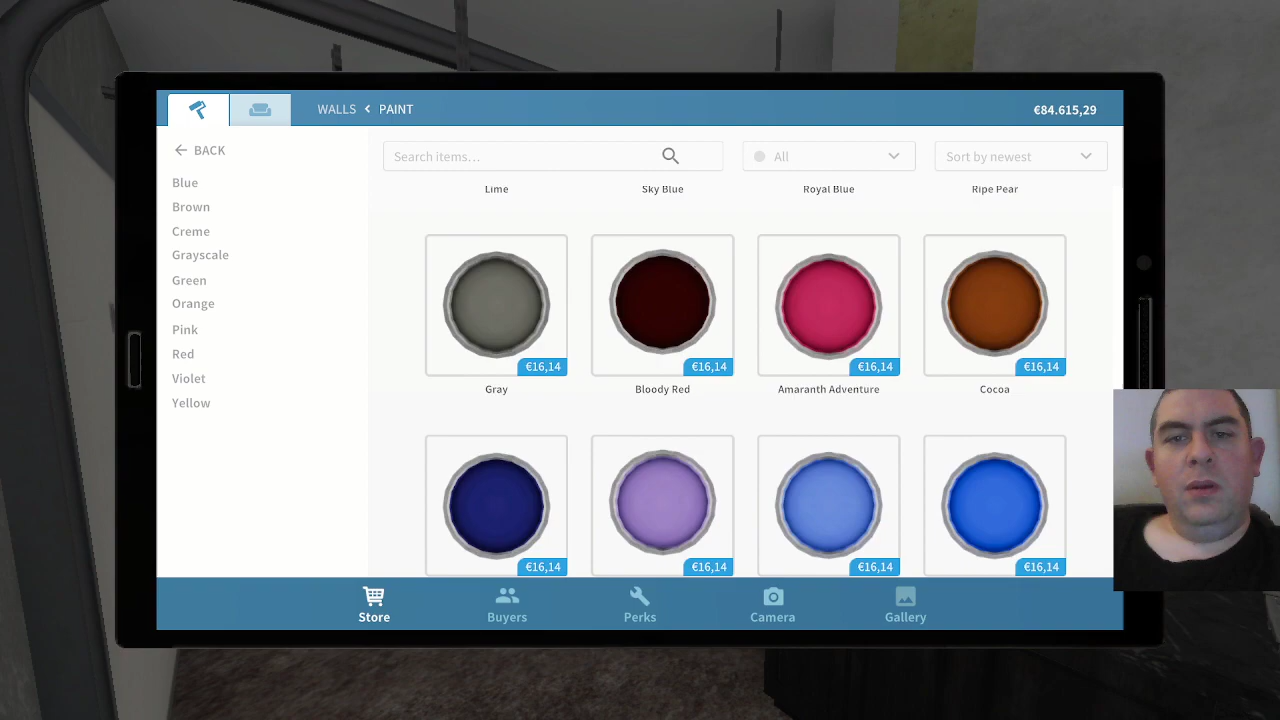 WALLS < PAINT
€84.615,29
BACK
Search items...
All
Sort by newest
Blue
Brown
Creme
Grayscale
Green
Orange
Pink
Red
Violet
Yellow
Lime
Sky Blue
Royal Blue
Ripe Pear
€16,14
€16,14
€16,14
€16,14
Gray
Bloody Red
Amaranth Adventure
Cocoa
€16,14
€16,14
€16,14
€16,14
Store
Buyers
Perks
Camera
Gallery